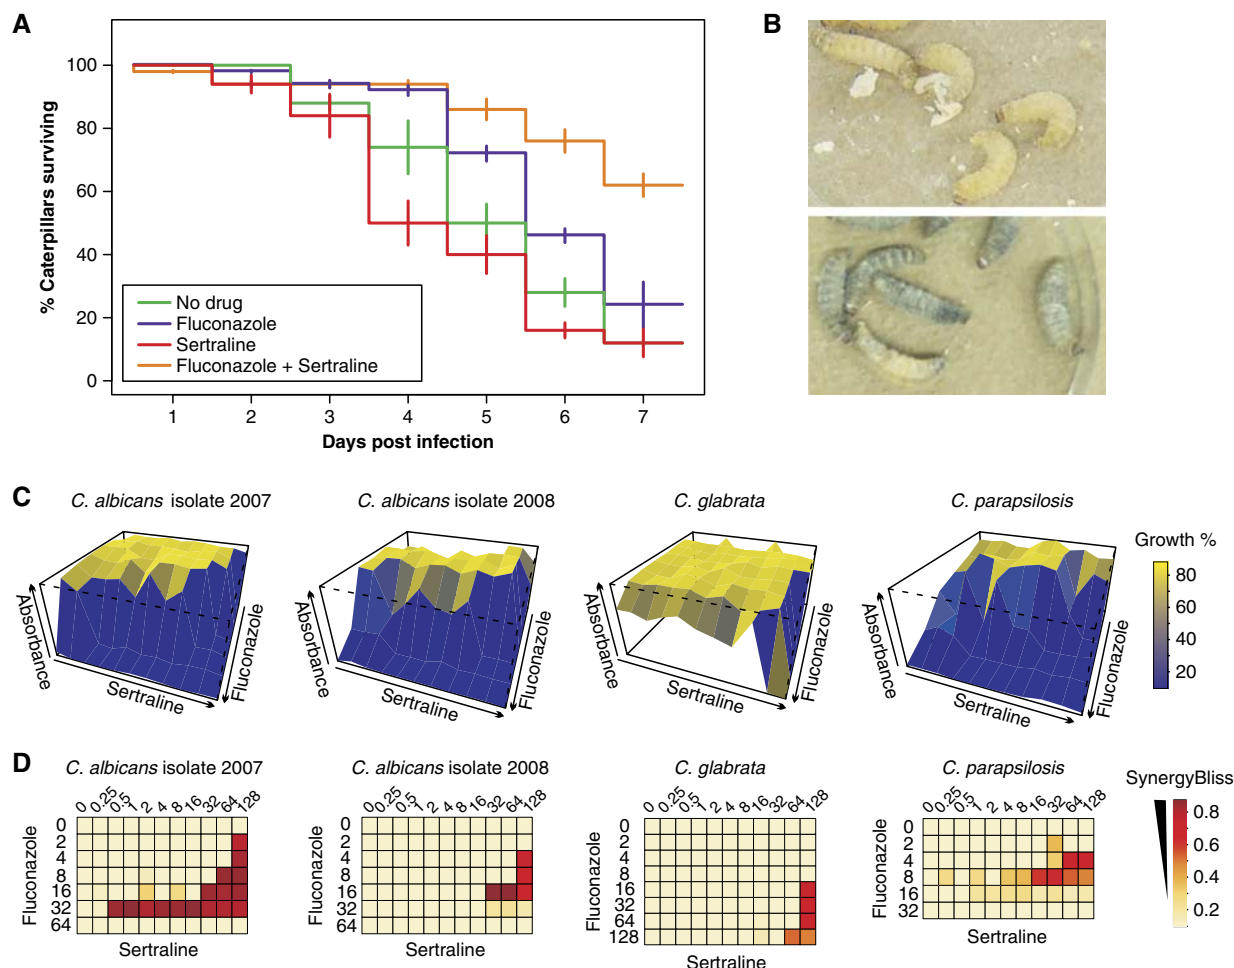 A
B
% Caterpillars surviving
100
80
60
40
20
0
No drug
Fluconazole
Sertraline
Fluconazole + Sertraline
1 2 3 4 5 6 7
Days post infection
C
C. albicans isolate 2007
C. albicans isolate 2008
C. glabrata
C. parapsilosis
Absorbance
Sertraline
Fluconazole
Absorbance
Sertraline
Fluconazole
Absorbance
Sertraline
Fluconazole
Absorbance
Sertraline
Fluconazole
Growth %
80
60
40
20
D
C. albicans isolate 2007
0 0.25 0.5 1 2 4 8 16 32 64 128
Fluconazole
0
2
4
8
16
32
64
Sertraline
C. albicans isolate 2008
0 0.25 0.5 1 2 4 8 16 32 64 128
Fluconazole
0
2
4
8
16
32
64
Sertraline
C. glabrata
0 0.25 0.5 1 2 4 8 16 32 64 128
Fluconazole
0
2
4
8
16
32
64
128
Sertraline
C. parapsilosis
0 0.25 0.5 1 2 4 8 16 32 64 128
Fluconazole
0
2
4
8
16
32
Sertraline
SynergyBliss
0.8
0.6
0.4
0.2